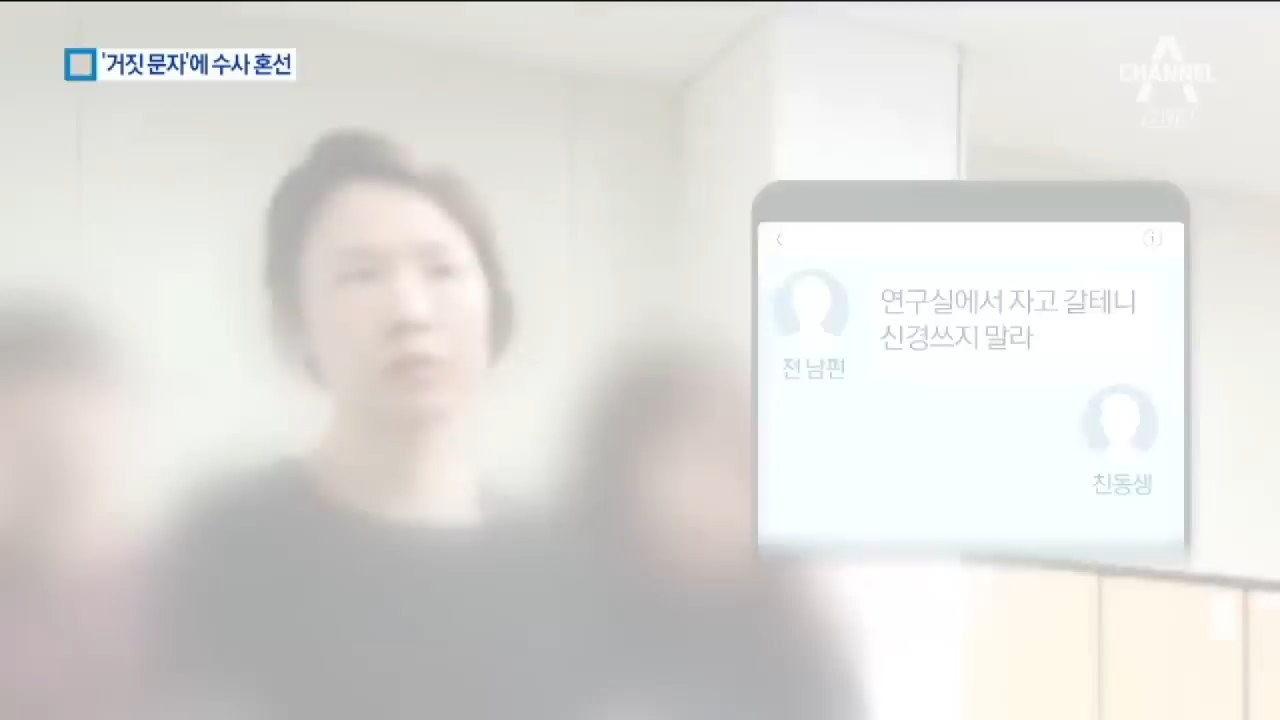 '거짓 문자'에 수사 혼선
CHANNEL
연구실에서 자고 갈테니
신경쓰지 말라
전 남편
친동생